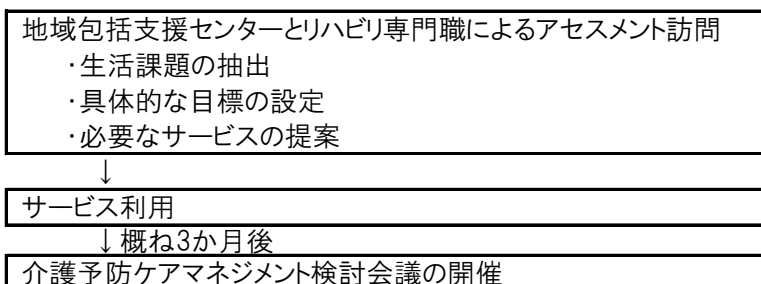 地域包括支援センターとリハビリ専門職によるアセスメント訪問
・生活課題の抽出
・具体的な目標の設定
・必要なサービスの提案
↓
サービス利用
↓概ね3か月後
介護予防ケアマネジメント検討会議の開催